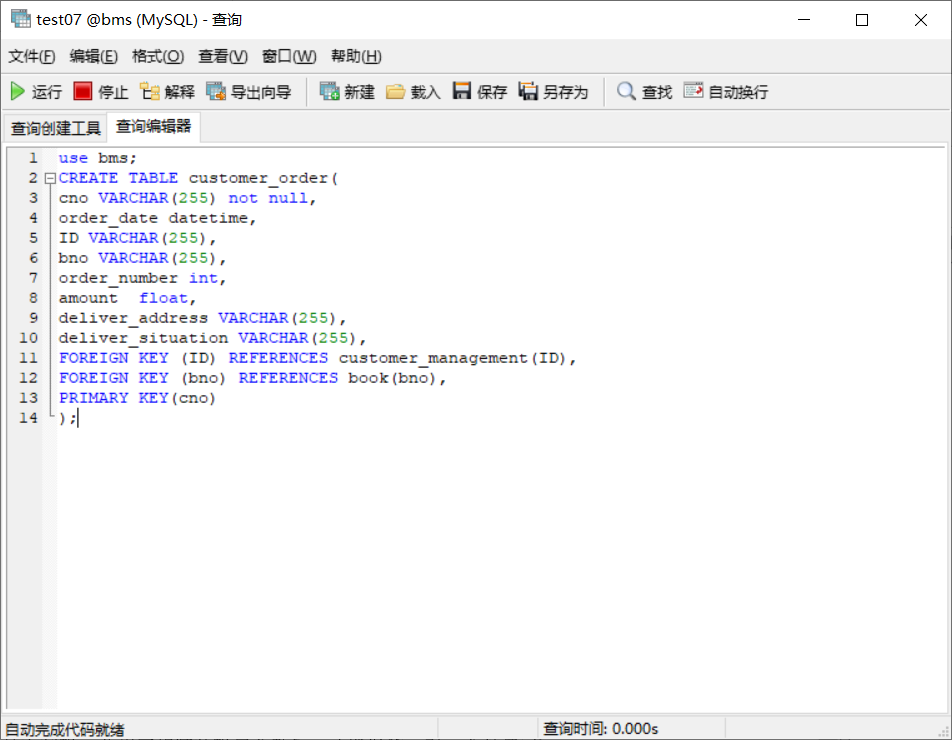 test07 @bms (MySQL) - 查询
文件(F) 编辑(E) 格式(O) 查看(V) 窗口(W) 帮助(H)
运行 停止 解释 导出向导 新建 载入 保存 另存为 查找 自动换行
查询创建工具 查询编辑器
1 use bms;
2 CREATE TABLE customer_order(
3 cno VARCHAR(255) not null,
4 order_date datetime,
5 ID VARCHAR(255),
6 bno VARCHAR(255),
7 order_number int,
8 amount  float,
9 deliver_address VARCHAR(255),
10 deliver_situation VARCHAR(255),
11 FOREIGN KEY (ID) REFERENCES customer_management(ID),
12 FOREIGN KEY (bno) REFERENCES book(bno),
13 PRIMARY KEY(cno)
14 );
自动完成代码就绪 查询时间: 0.000s